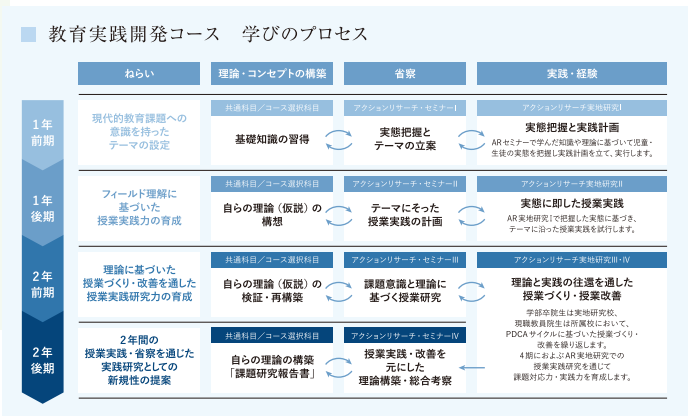 教育実践開発コース　学びのプロセス
ねらい
理論・コンセプトの構築
省察
実践・経験
1年
前期
現代的教育課題への
意識を持った
テーマの設定
共通科目／コース選択科目
基礎知識の習得
アクションリサーチ・セミナーI
実態把握と
テーマの立案
アクションリサーチ実地研究I
実態把握と実践計画
ARセミナーで学んだ知識や理論に基づいて児童・
生徒の実態を把握し実践計画を立て、実行します。
1年
後期
フィールド理解に
基づいた
授業実践力の育成
共通科目／コース選択科目
自らの理論（仮説）の
構想
アクションリサーチ・セミナーII
テーマにそった
授業実践の計画
アクションリサーチ実地研究II
実態に即した授業実践
AR実地研究Iで把握した実態に基づき、
テーマに沿った授業実践を試行します。
2年
前期
理論に基づいた
授業づくり・改善を通した
授業実践研究力の育成
共通科目／コース選択科目
自らの理論（仮説）の
検証・再構築
アクションリサーチ・セミナーIII
課題意識と理論に
基づく授業研究
アクションリサーチ実地研究III・IV
理論と実践の往還を通した
授業づくり・授業改善
学部卒院生は実地研究校、
現職教員院生は所属校において、
PDCAサイクルに基づいた授業づくり・
改善を繰り返します。
4期におよぶAR実地研究での
授業実践研究を通じて
課題対応力・実践力を育成します。
2年
後期
2年間の
授業実践・省察を通じた
実践研究としての
新規性の提案
共通科目／コース選択科目
自らの理論の構築
「課題研究報告書」
アクションリサーチ・セミナーIV
授業実践・改善を
元にした
理論構築・総合考察